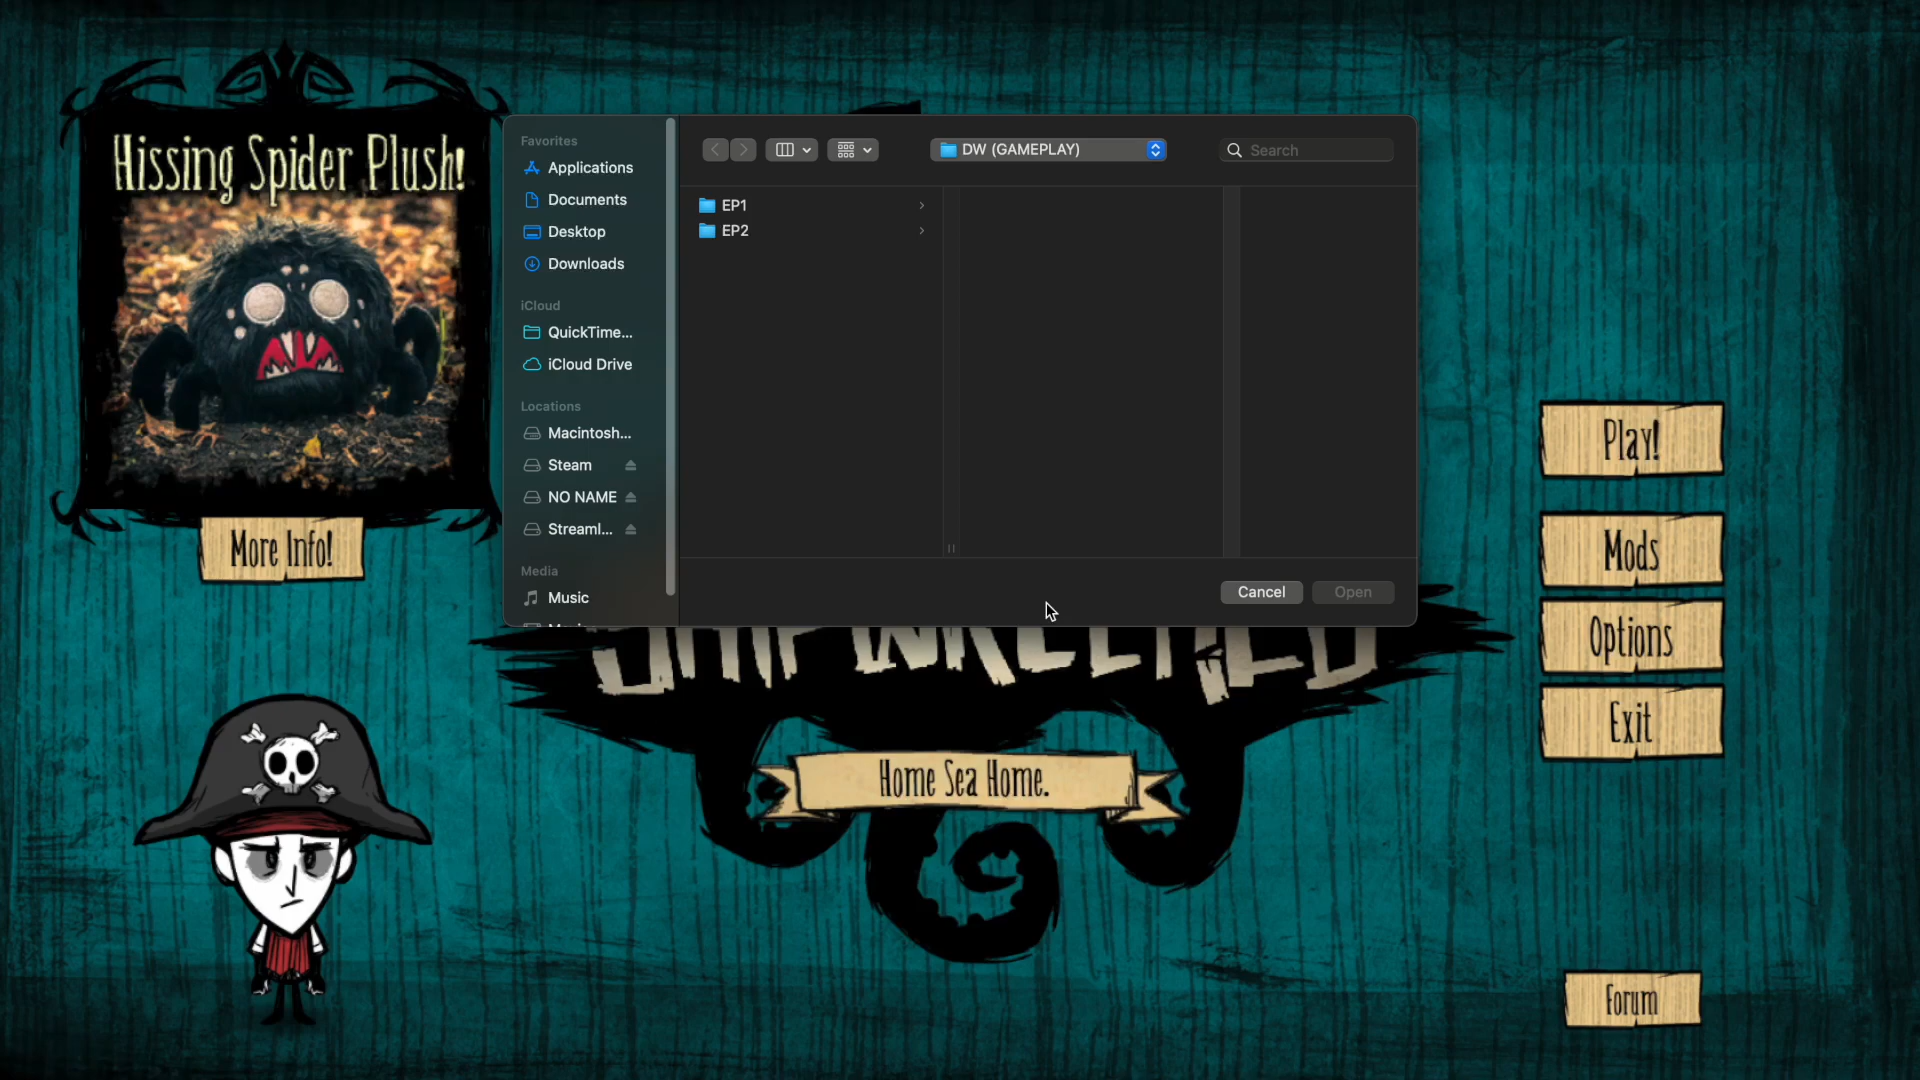 Hissing Spider Plush!
More Info!
Favorites
Applications
Documents
Desktop
Downloads
iCloud
QuickTime...
iCloud Drive
Locations
Macintosh...
Steam
NO NAME
Streaml...
Media
Music
DW (GAMEPLAY)
Search
EP1
EP2
Cancel
Open
SHIPWRECKED
Home Sea Home.
Play!
Mods
Options
Exit
Forum